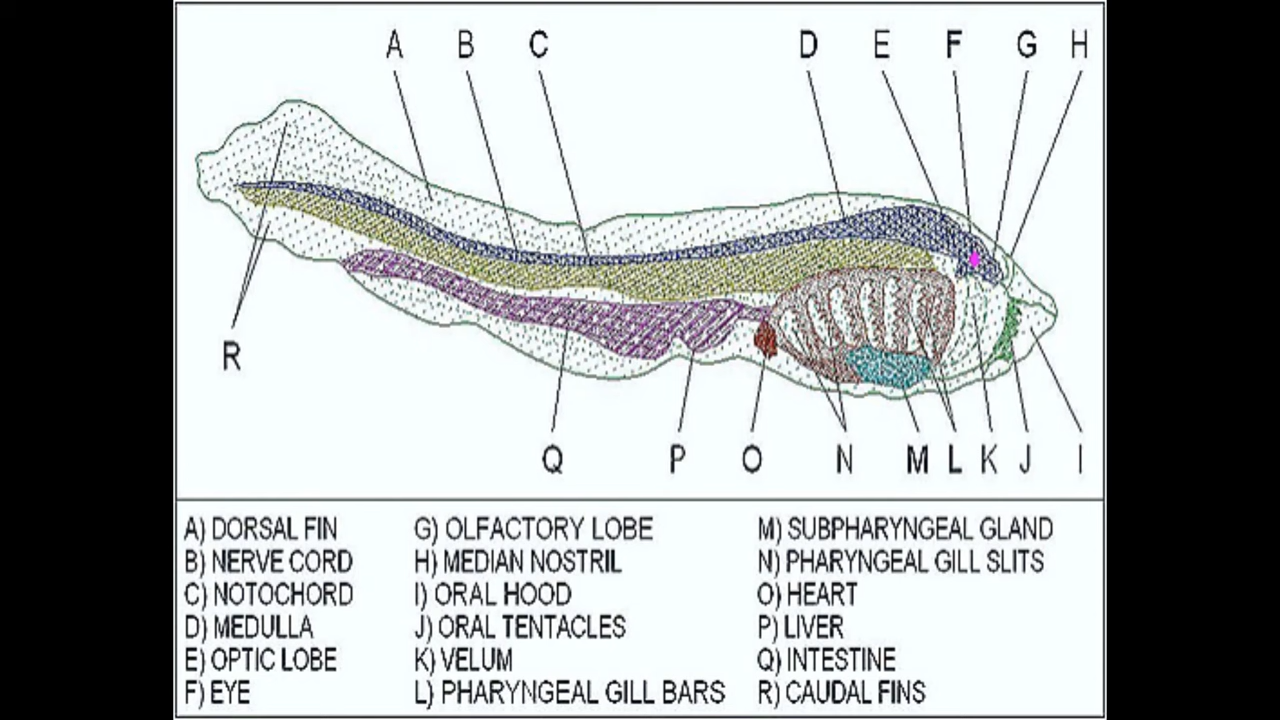 A B C D E F G H
R
Q P O N M L K J I
A) DORSAL FIN G) OLFACTORY LOBE M) SUBPHARYNGEAL GLAND
B) NERVE CORD H) MEDIAN NOSTRIL N) PHARYNGEAL GILL SLITS
C) NOTOCHORD I) ORAL HOOD O) HEART
D) MEDULLA J) ORAL TENTACLES P) LIVER
E) OPTIC LOBE K) VELUM Q) INTESTINE
F) EYE L) PHARYNGEAL GILL BARS R) CAUDAL FINS